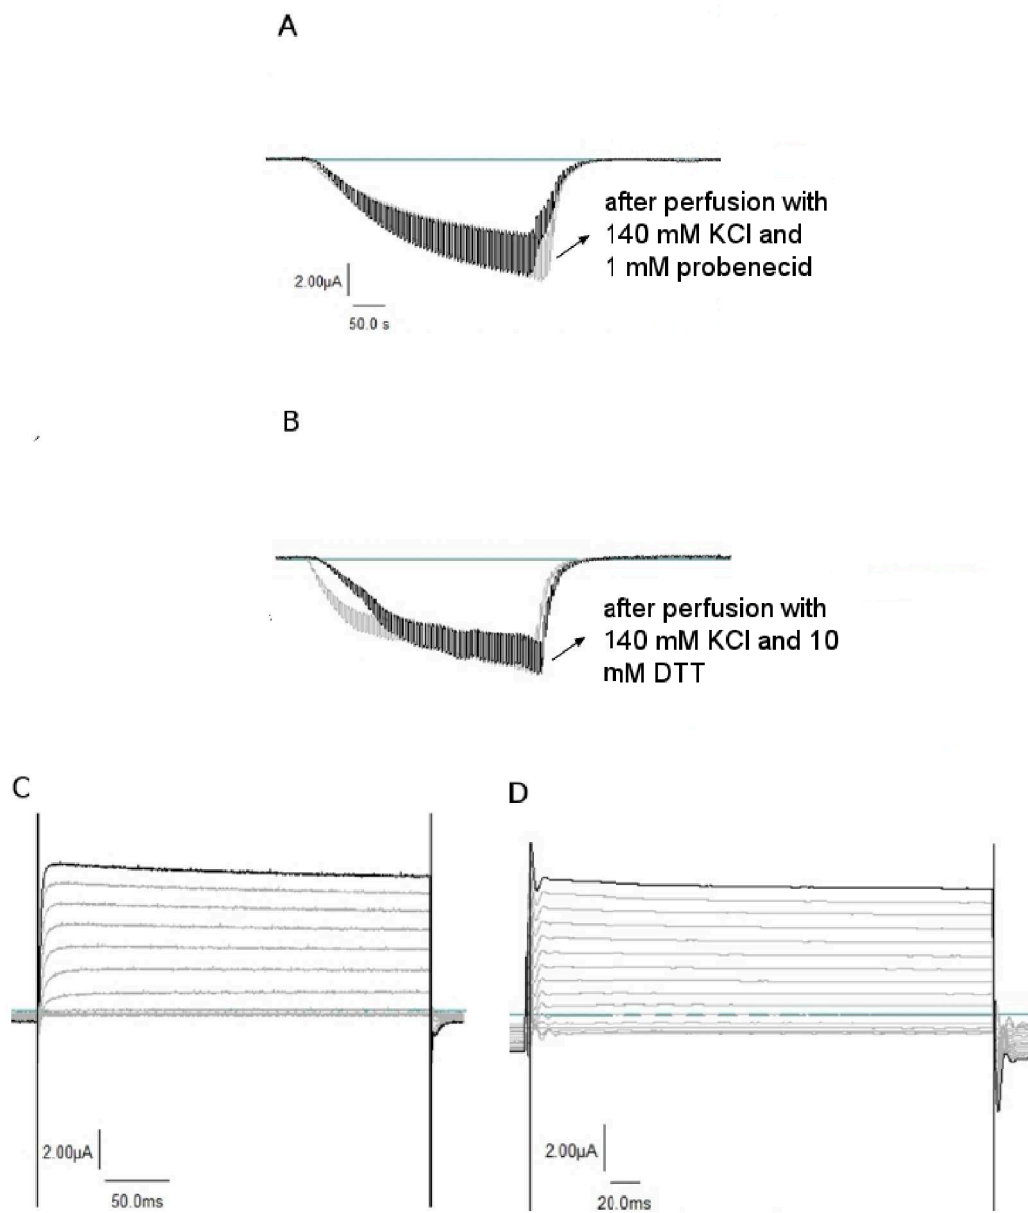 A
after perfusion with
140 mM KCl and
1 mM probenecid
2.00µA
50.0 s
B
after perfusion with
140 mM KCl and 10
mM DTT
C
D
2.00µA
50.0ms
2.00µA
20.0ms